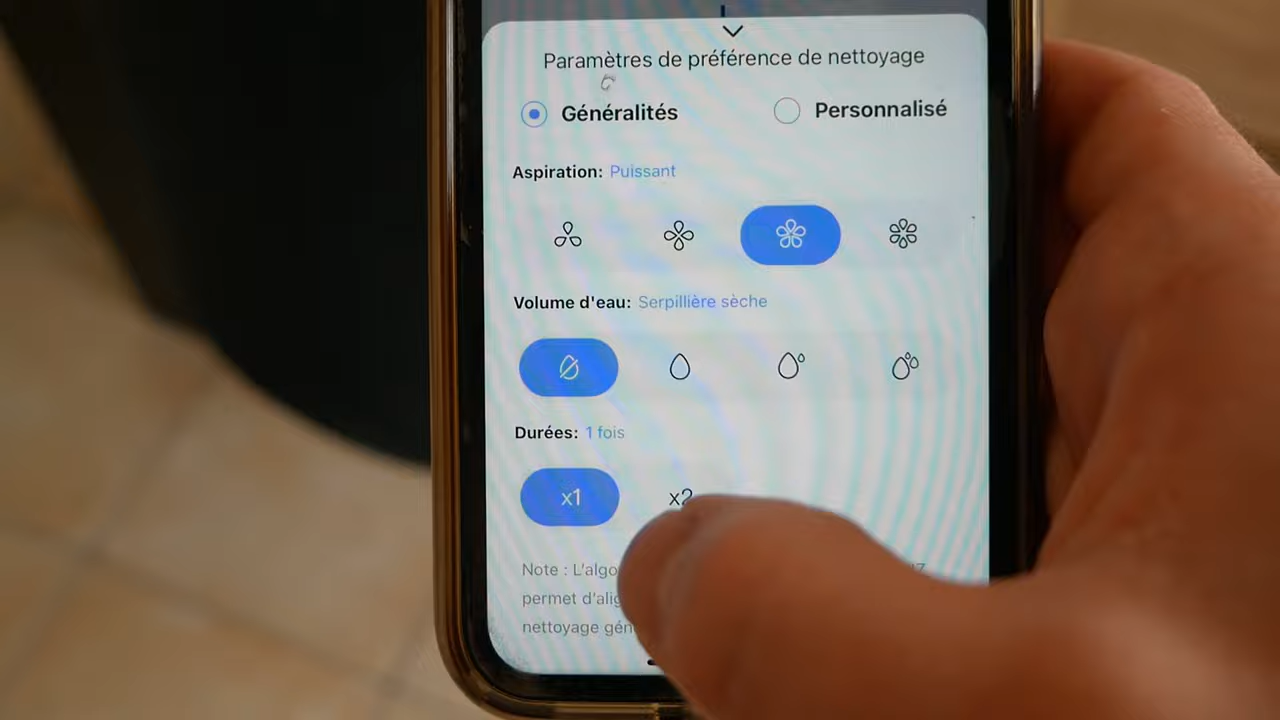 Paramètres de préférence de nettoyage
Généralités
Personnalisé
Aspiration: Puissant
Volume d'eau: Serpillière sèche
Durées: 1 fois
x1
x2
Note : L'algo
permet d'alig
nettoyage gén